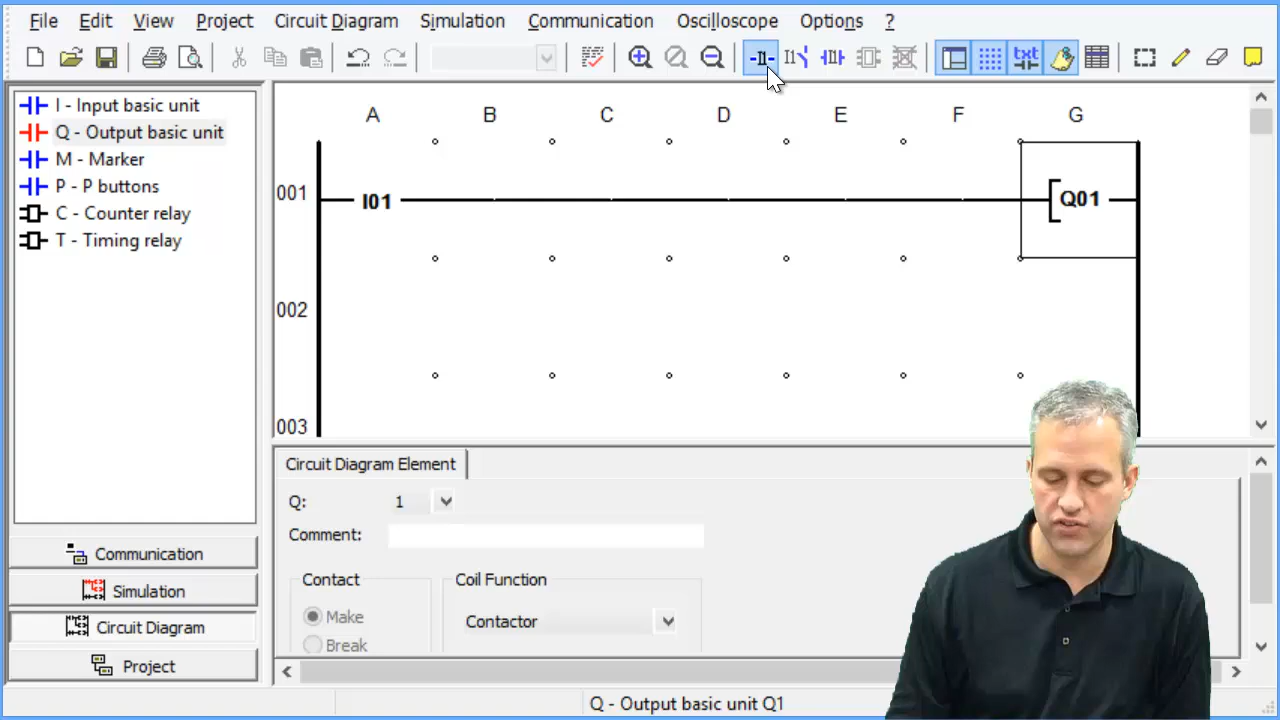 File Edit View Project Circuit Diagram Simulation Communication Oscilloscope Options ?
txt
I - Input basic unit
Q - Output basic unit
M - Marker
P - P buttons
C - Counter relay
T - Timing relay
A B C D E F G
001 I01 Q01
002
003
Circuit Diagram Element
Q: 1
Comment:
Contact
Make
Break
Coil Function
Contactor
Communication
Simulation
Circuit Diagram
Project
Q - Output basic unit Q1